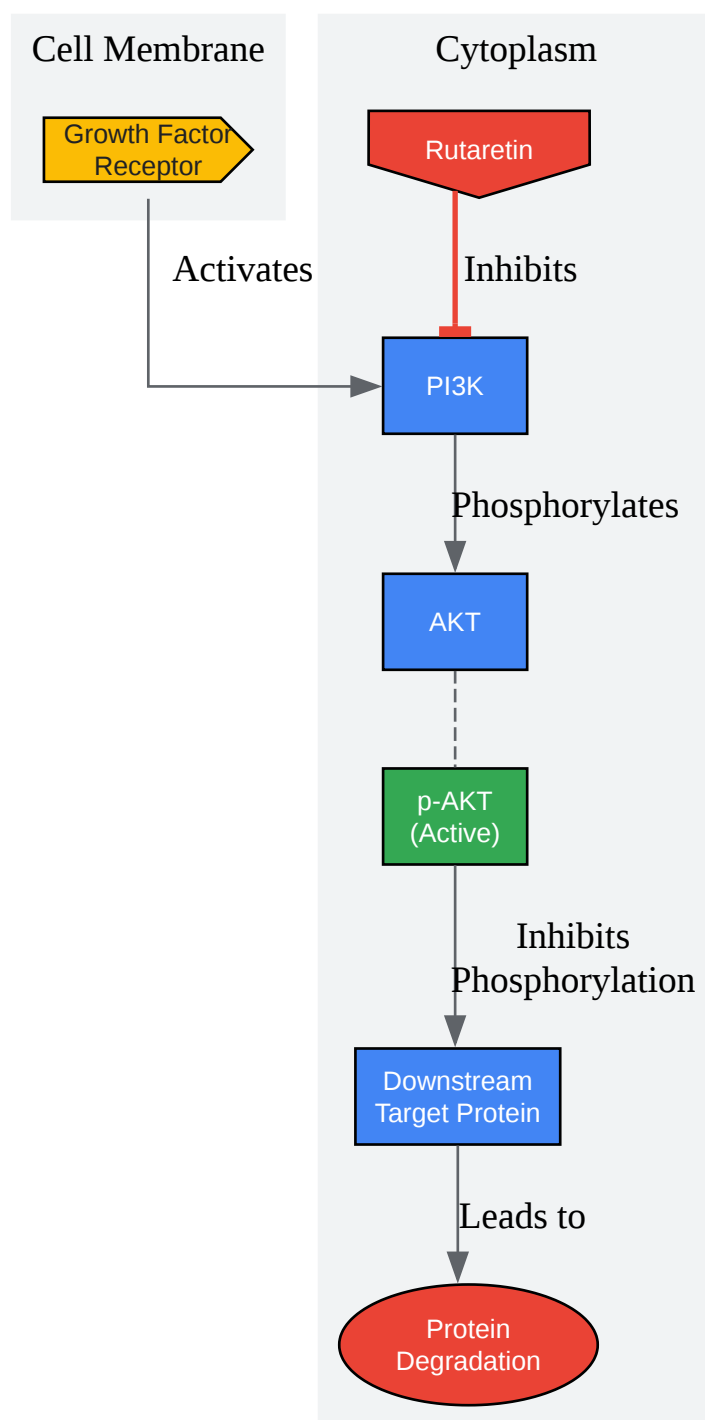 Cell Membrane
Cytoplasm
Growth Factor
Receptor
Rutaretin
Activates
Inhibits
PI3K
Phosphorylates
AKT
p-AKT
(Active)
Inhibits
Phosphorylation
Downstream
Target Protein
Leads to
Protein
Degradation